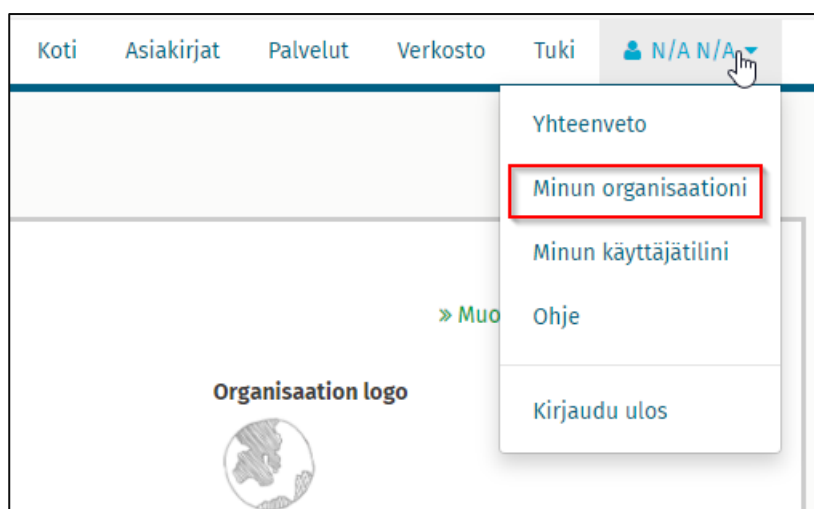 Koti Asiakirjat Palvelut Verkosto Tuki N/A N/A
Yhteenveto
Minun organisaationi
Minun käyttäjätilini
» Muo
Ohje
Organisaation logo
Kirjaudu ulos